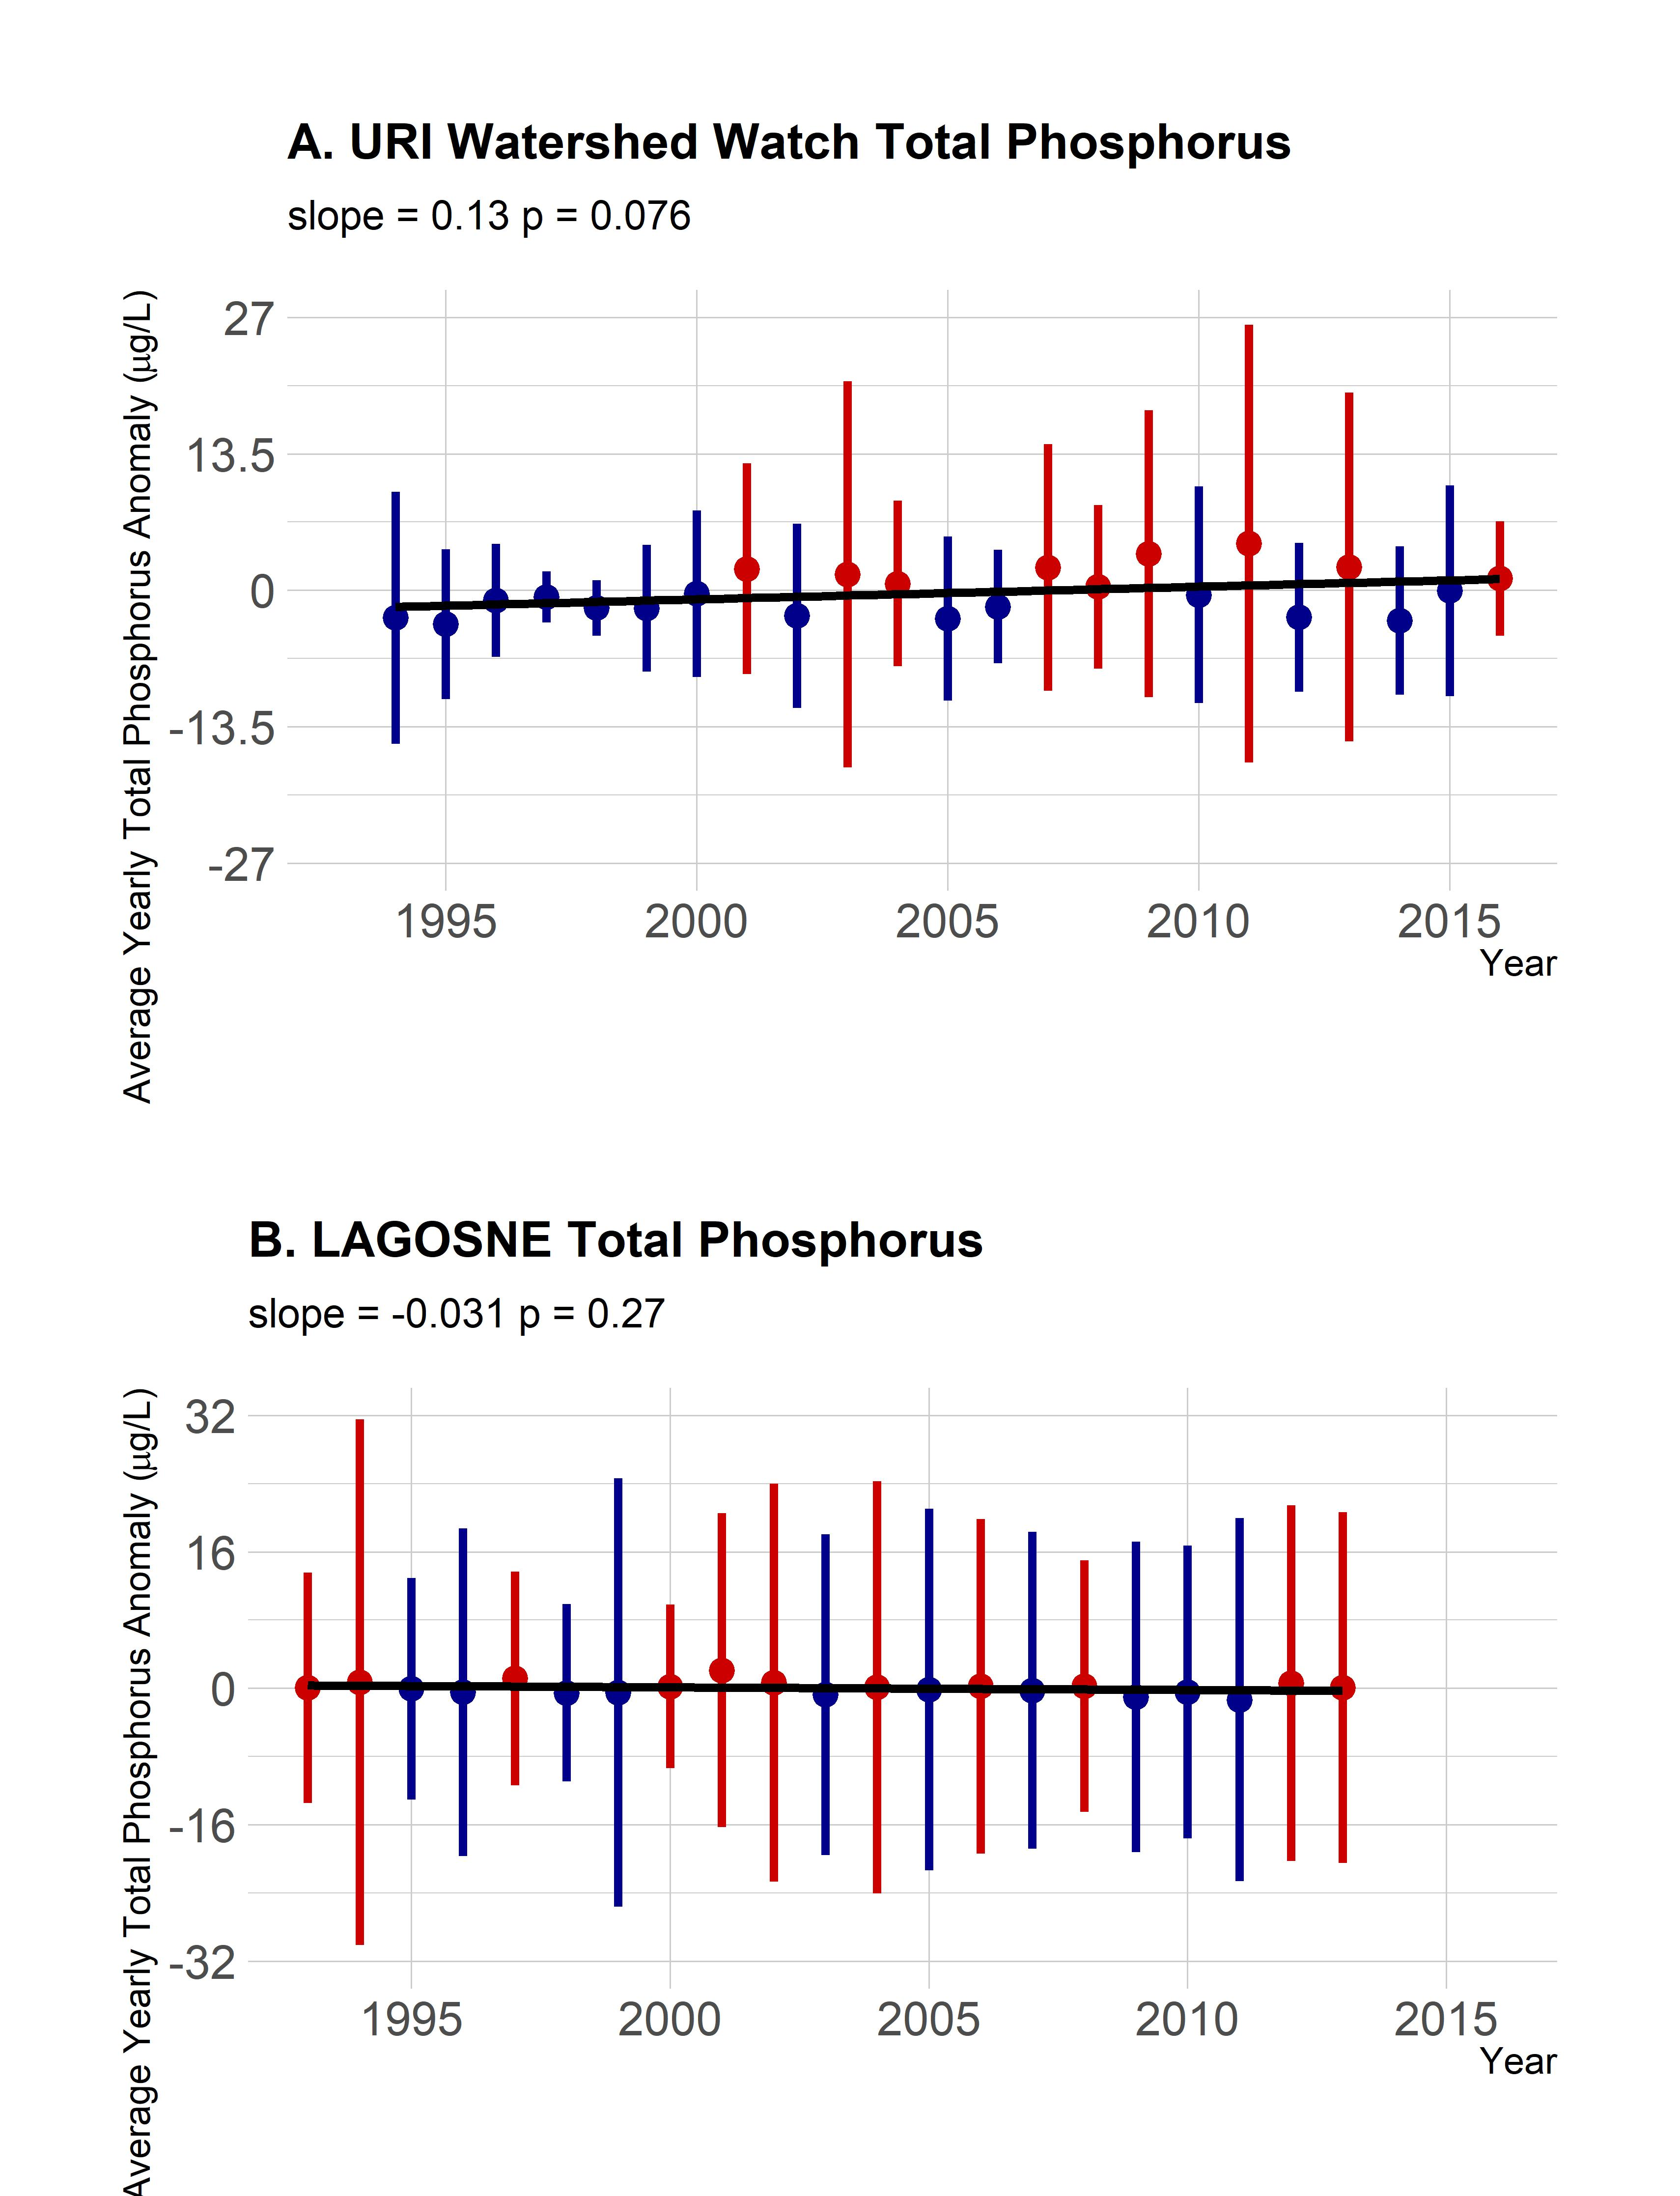 A. URI Watershed Watch Total Phosphorus
slope = 0.13 p = 0.076
Average Yearly Total Phosphorus Anomaly (µg/L)
27
13.5
0
-13.5
-27
1995 2000 2005 2010 2015
Year
B. LAGOSNE Total Phosphorus
slope = -0.031 p = 0.27
Average Yearly Total Phosphorus Anomaly (µg/L)
32
16
0
-16
-32
1995 2000 2005 2010 2015
Year